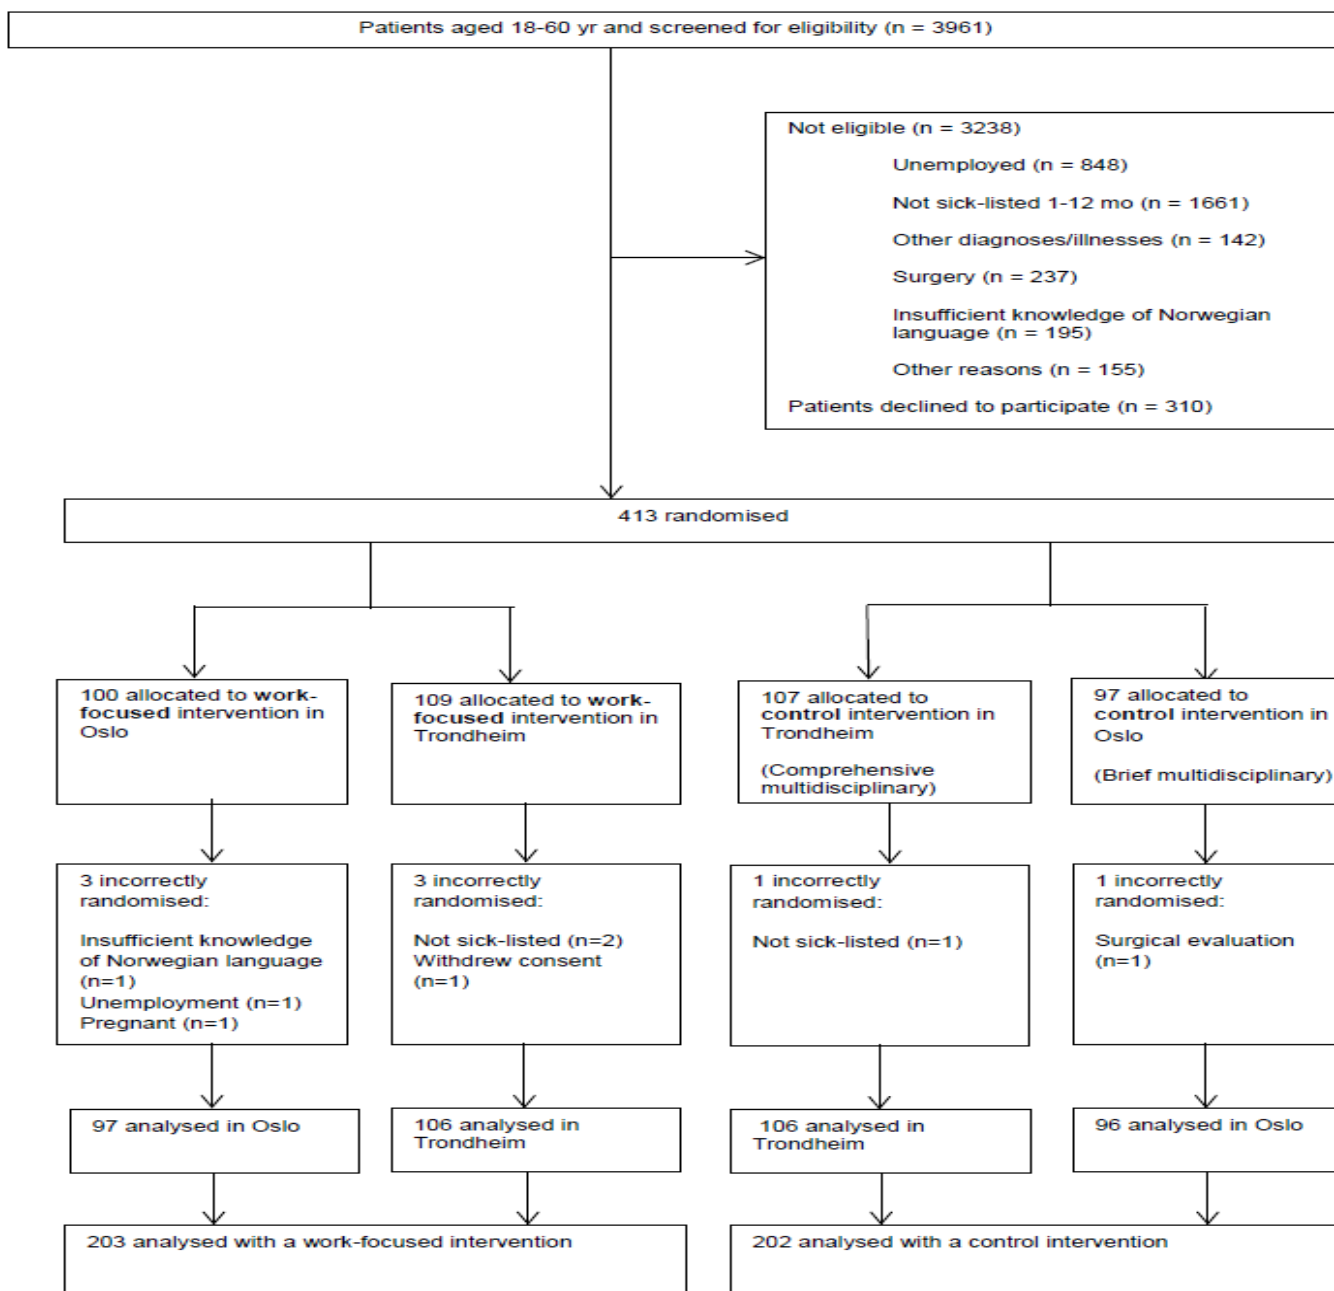 Patients aged 18-60 yr and screened for eligibility (n = 3961)
Not eligible (n = 3238)
Unemployed (n = 848)
Not sick-listed 1-12 mo (n = 1661)
Other diagnoses/illnesses (n = 142)
Surgery (n = 237)
Insufficient knowledge of Norwegian
language (n = 195)
Other reasons (n = 155)
Patients declined to participate (n = 310)
413 randomised
100 allocated to work-
focused intervention in
Oslo
109 allocated to work-
focused intervention in
Trondheim
107 allocated to
control intervention in
Trondheim
(Comprehensive
multidisciplinary)
97 allocated to
control intervention in
Oslo
(Brief multidisciplinary)
3 incorrectly
randomised:
Insufficient knowledge
of Norwegian language
(n=1)
Unemployment (n=1)
Pregnant (n=1)
3 incorrectly
randomised:
Not sick-listed (n=2)
Withdrew consent
(n=1)
1 incorrectly
randomised:
Not sick-listed (n=1)
1 incorrectly
randomised:
Surgical evaluation
(n=1)
97 analysed in Oslo
106 analysed in
Trondheim
106 analysed in
Trondheim
96 analysed in Oslo
203 analysed with a work-focused intervention
202 analysed with a control intervention